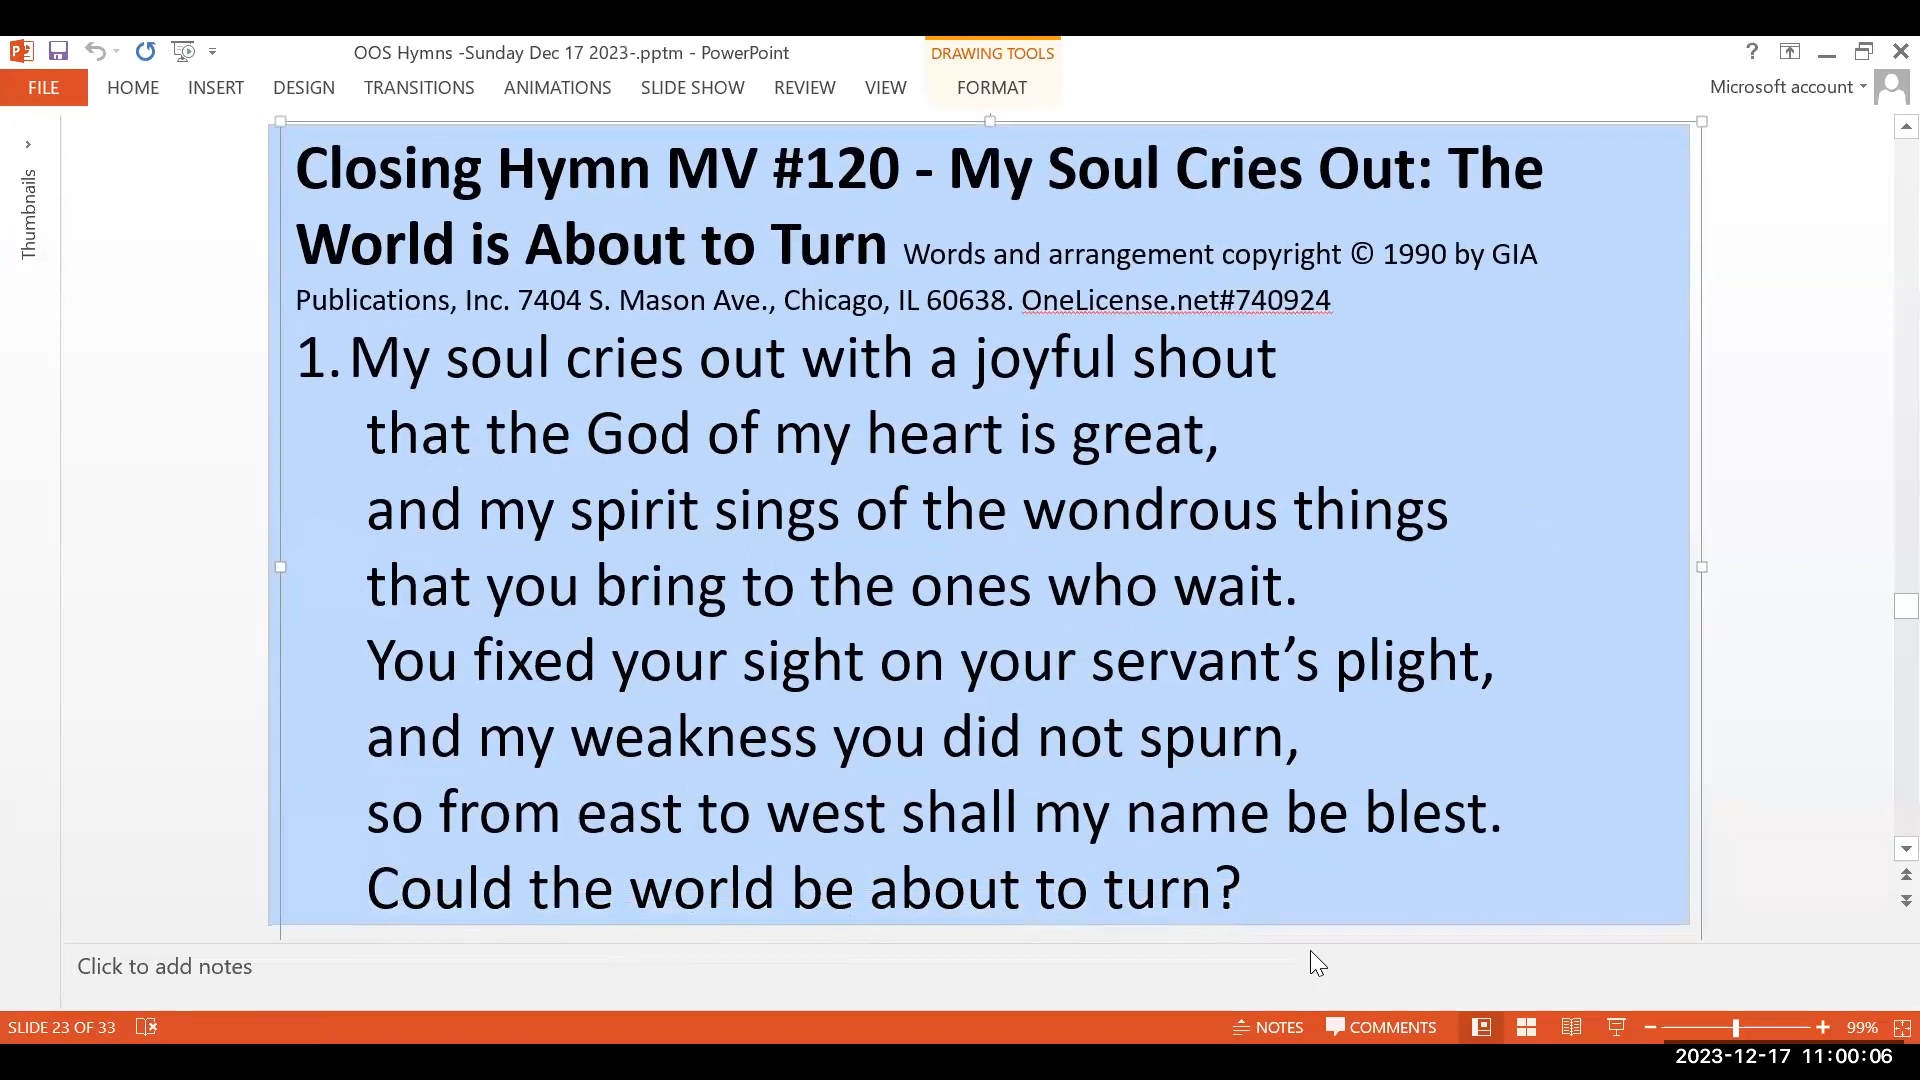 OOS Hymns -Sunday Dec 17 2023-.pptm - PowerPoint
DRAWING TOOLS
?
FILE HOME INSERT DESIGN TRANSITIONS ANIMATIONS SLIDE SHOW REVIEW VIEW FORMAT
Microsoft account
Thumbnails
Closing Hymn MV #120 - My Soul Cries Out: The
World is About to Turn Words and arrangement copyright © 1990 by GIA
Publications, Inc. 7404 S. Mason Ave., Chicago, IL 60638. OneLicense.net#740924
1. My soul cries out with a joyful shout
that the God of my heart is great,
and my spirit sings of the wondrous things
that you bring to the ones who wait.
You fixed your sight on your servant’s plight,
and my weakness you did not spurn,
so from east to west shall my name be blest.
Could the world be about to turn?
Click to add notes
SLIDE 23 OF 33
NOTES COMMENTS 99%
2023-12-17 11:00:06